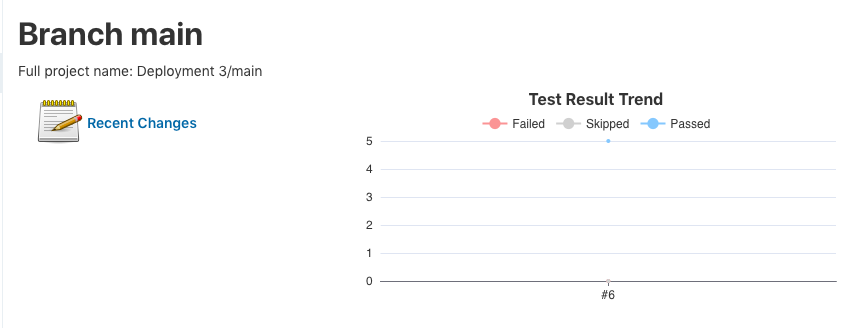 Branch main
Full project name: Deployment 3/main
Recent Changes
Test Result Trend
Failed Skipped Passed
5
4
3
2
1
0
#6